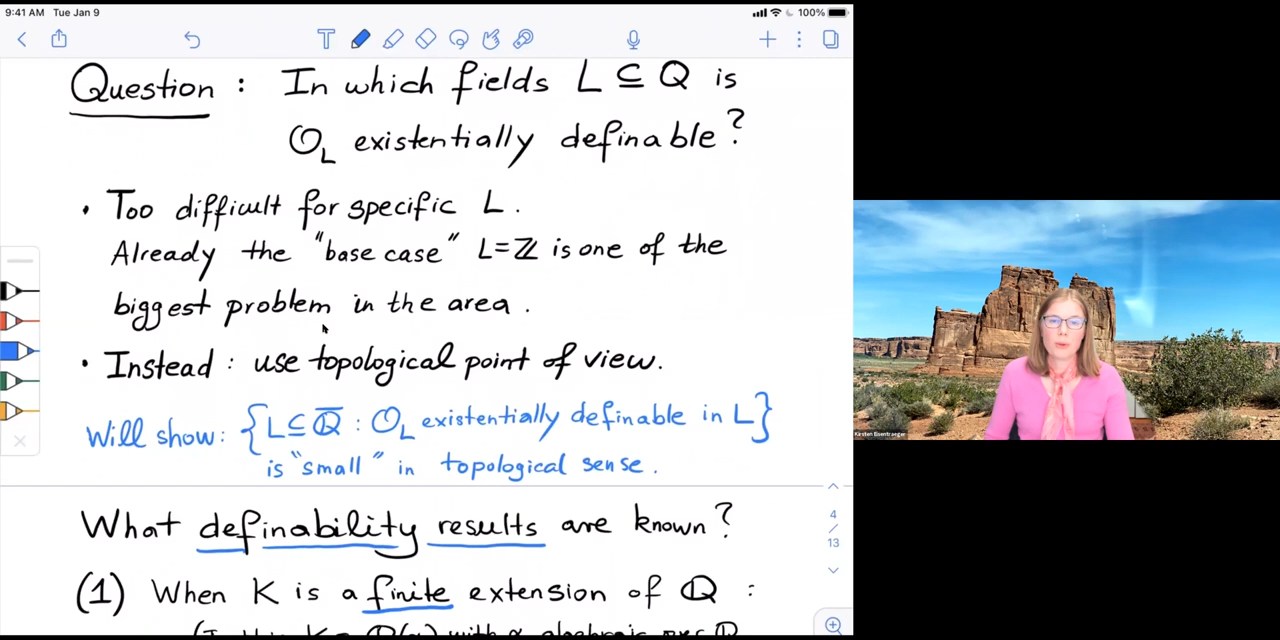 9:41 AM Tue Jan 9
100%
Question : In which fields L ⊆ Q is
O_L existentially definable ?
• Too difficult for specific L .
Already the "base case" L=ℤ is one of the
biggest problem in the area .
• Instead : use topological point of view .
Will show: {L ⊆ ℚ̅ : O_L existentially definable in L}
is "small" in topological sense .
What definability results are known ?
(1) When K is a finite extension of ℚ :
with α algebraic over ℚ
4
/
13
Kirsten Eisentraeger